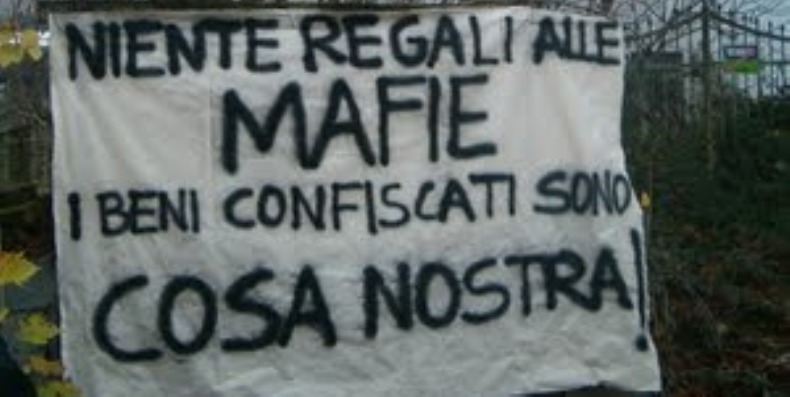 NIENTE REGALI ALLE
MAFIE
I BENI CONFISCATI SONO
COSA NOSTRA!